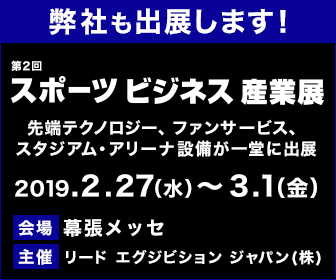 弊社も出展します!
第2回
スポーツ ビジネス 産業展
先端テクノロジー、ファンサービス、
スタジアム・アリーナ設備が一堂に出展
2019.2.27(水)～3.1(金)
会場 幕張メッセ
主催 リード エグジビション ジャパン(株)